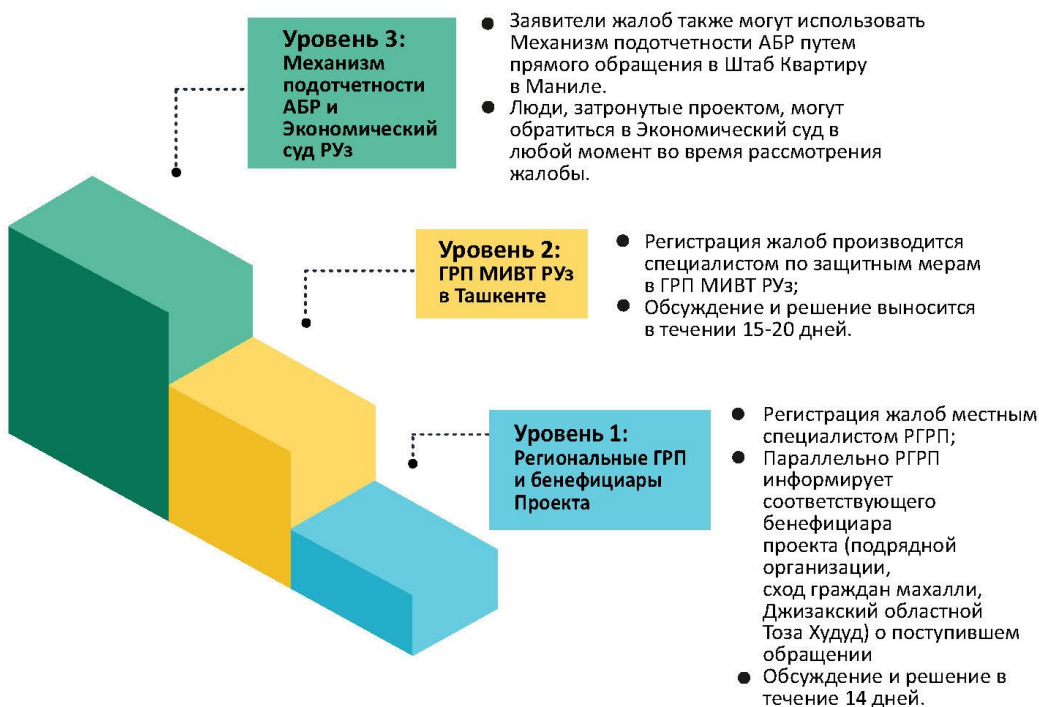 Уровень 3:
Механизм
подотчетности
АБР и
Экономический
суд РУз
● Заявители жалоб также могут использовать
Механизм подотчетности АБР путем
прямого обращения в Штаб Квартиру
в Маниле.
● Люди, затронутые проектом, могут
обратиться в Экономический суд в
любой момент во время рассмотрения
жалобы.
Уровень 2:
ГРП МИВТ РУз
в Ташкенте
● Регистрация жалоб производится
специалистом по защитным мерам
в ГРП МИВТ РУз;
● Обсуждение и решение выносится
в течении 15-20 дней.
Уровень 1:
Региональные ГРП
и бенефициары
Проекта
● Регистрация жалоб местным
специалистом РГРП;
● Параллельно РГРП
информирует
соответствующего
бенефициара
проекта (подрядной
организации,
сход граждан махалли,
Джизакский областной
Тоза Худуд) о поступившем
обращении
● Обсуждение и решение в
течение 14 дней.